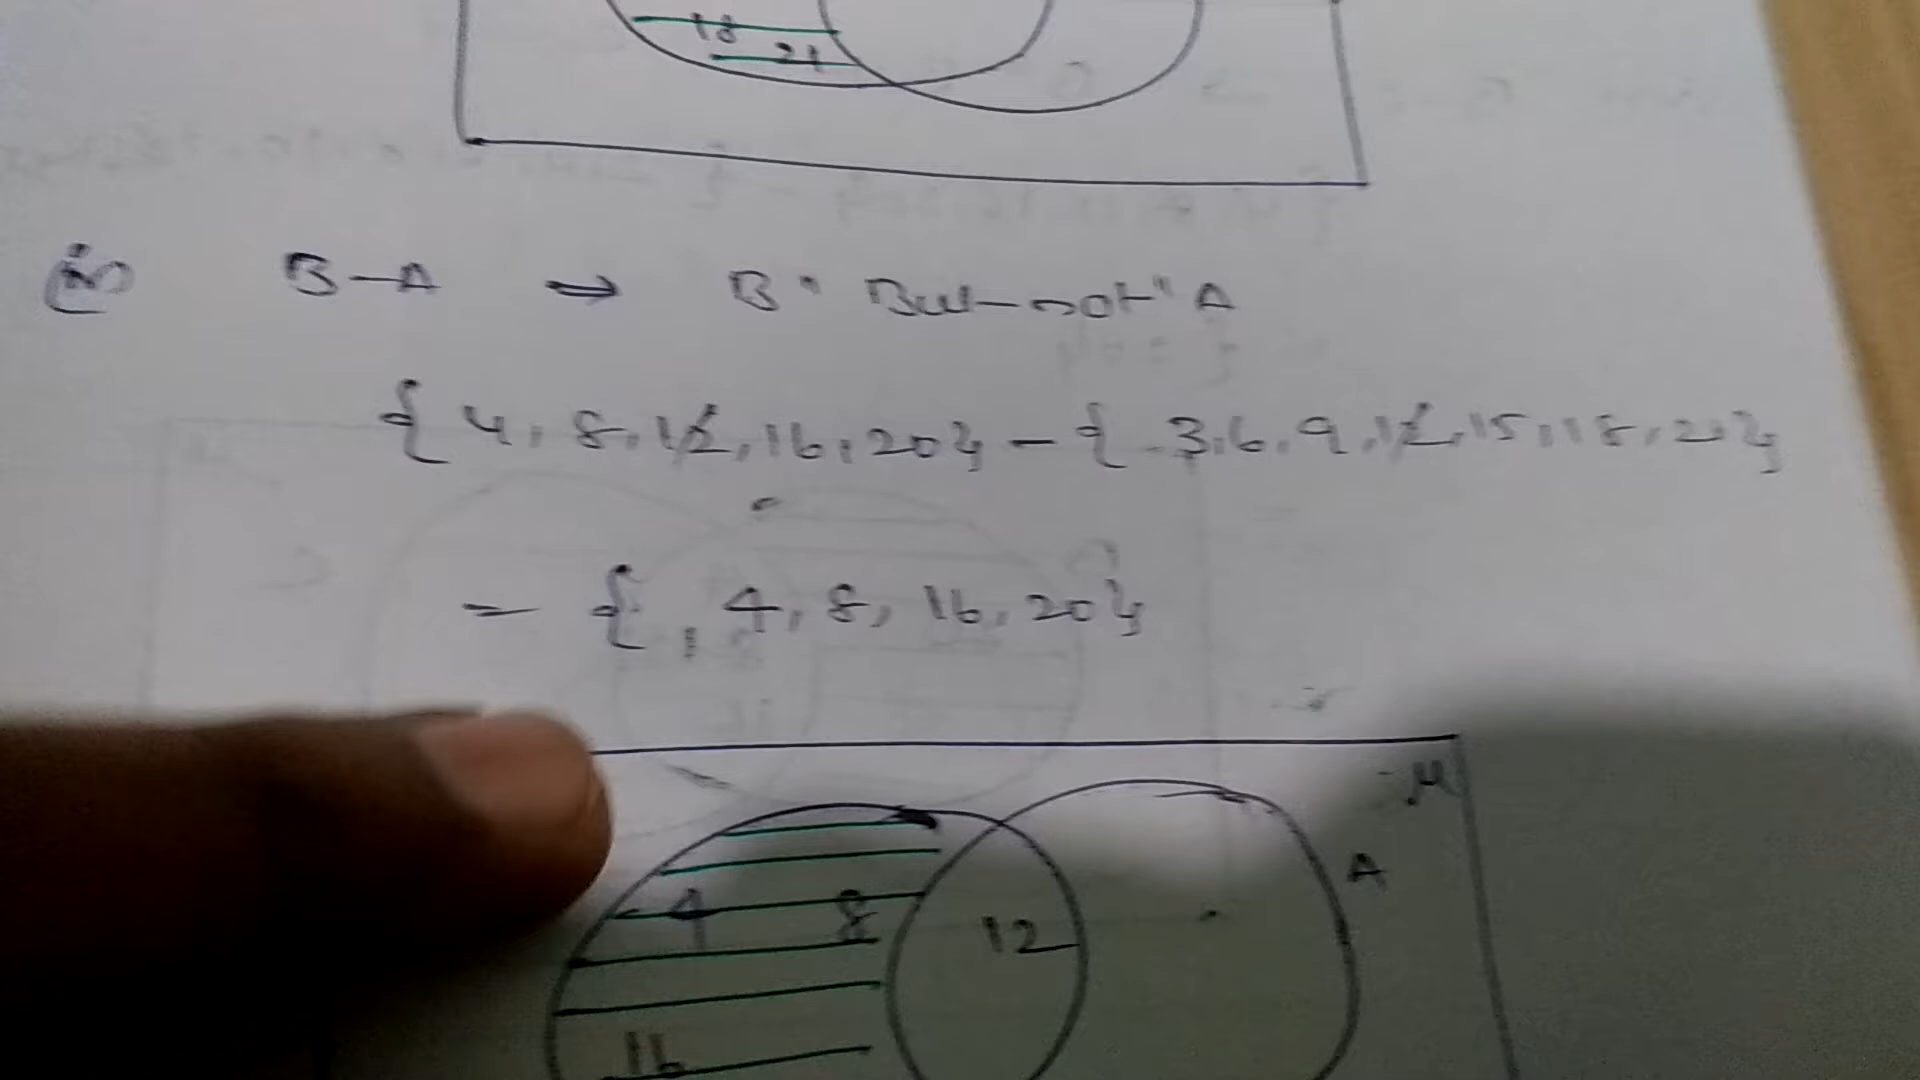 18
21
B-A ⇒ B "But-not" A
{ 4, 8, 12, 16, 20} - { 3, 6, 9, 12, 15, 18, 21}
= { , 4, 8, 16, 20}
μ
A
4 8 12
16